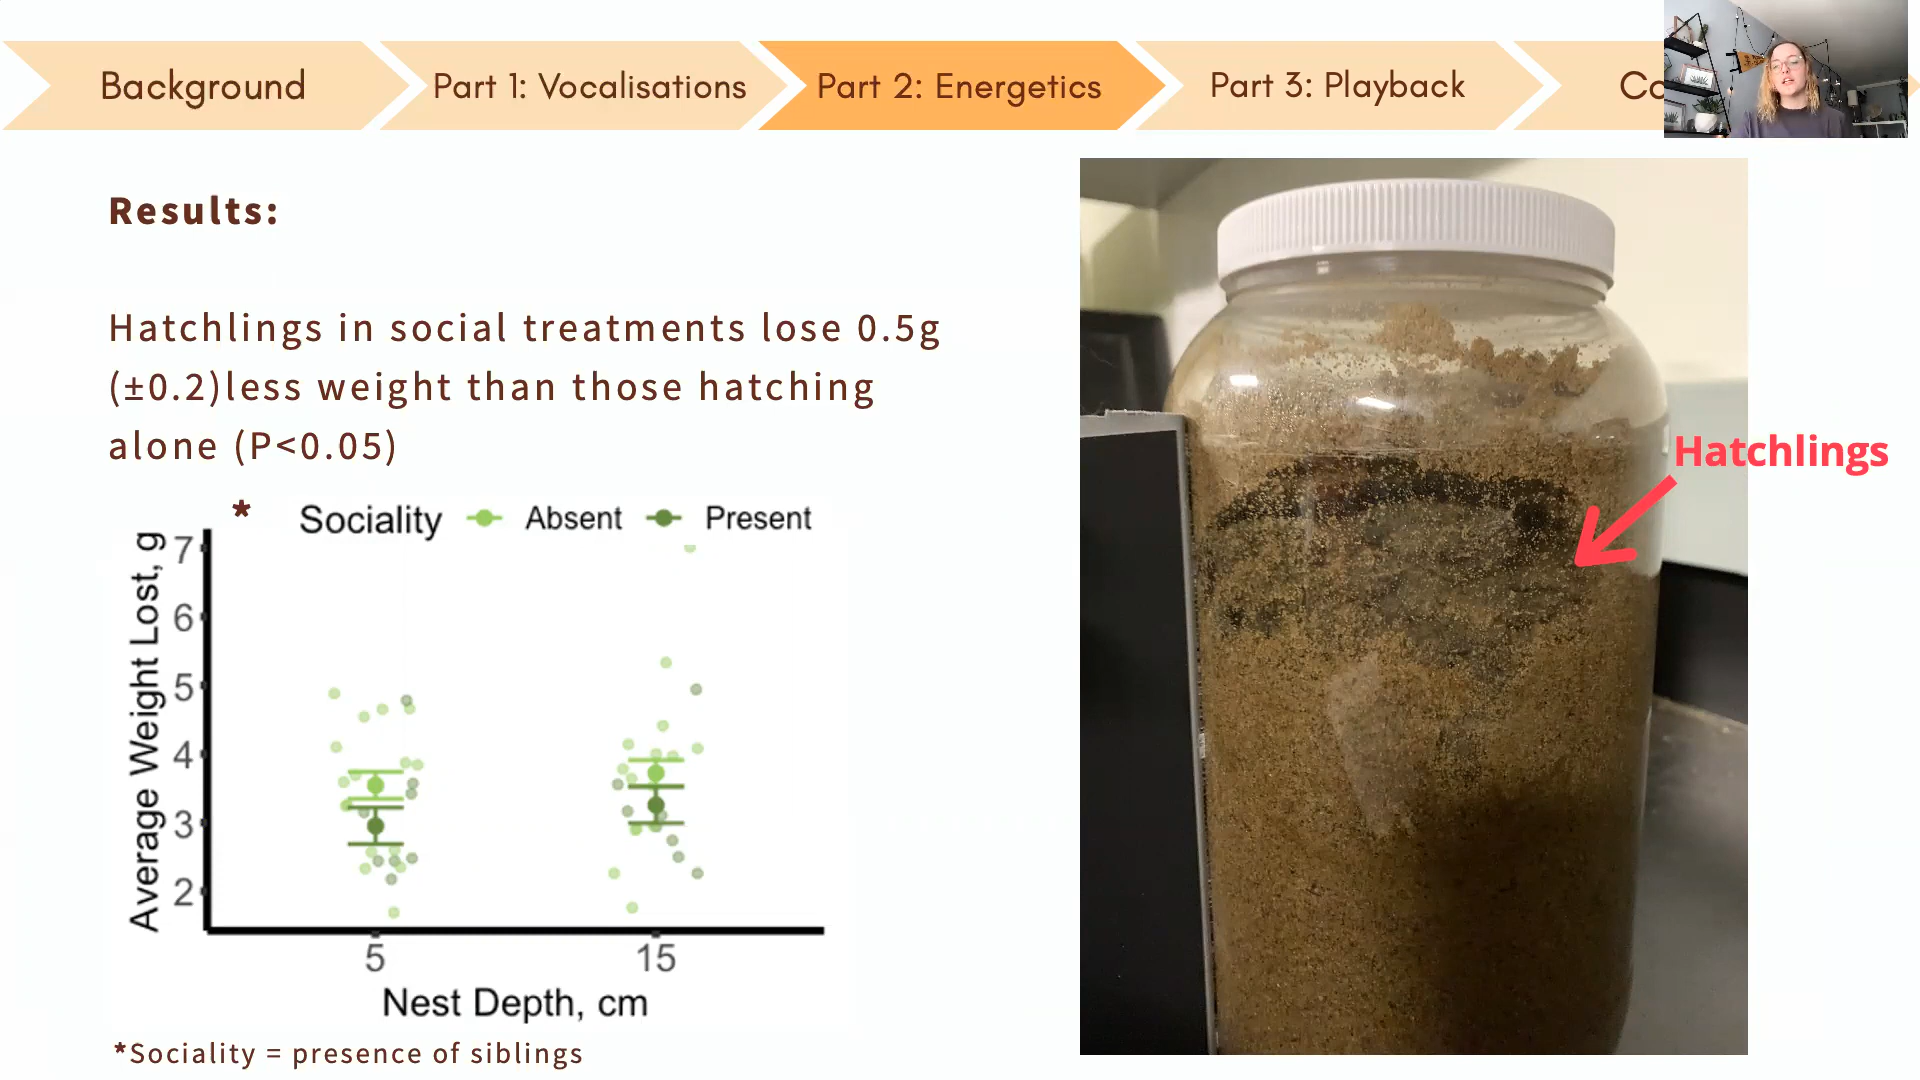 Background
Part 1: Vocalisations
Part 2: Energetics
Part 3: Playback
Co
Results:
Hatchlings in social treatments lose 0.5g
(±0.2)less weight than those hatching
alone (P<0.05)
*
Sociality Absent Present
Average Weight Lost, g
7
6
5
4
3
2
5 15
Nest Depth, cm
*Sociality = presence of siblings
Hatchlings